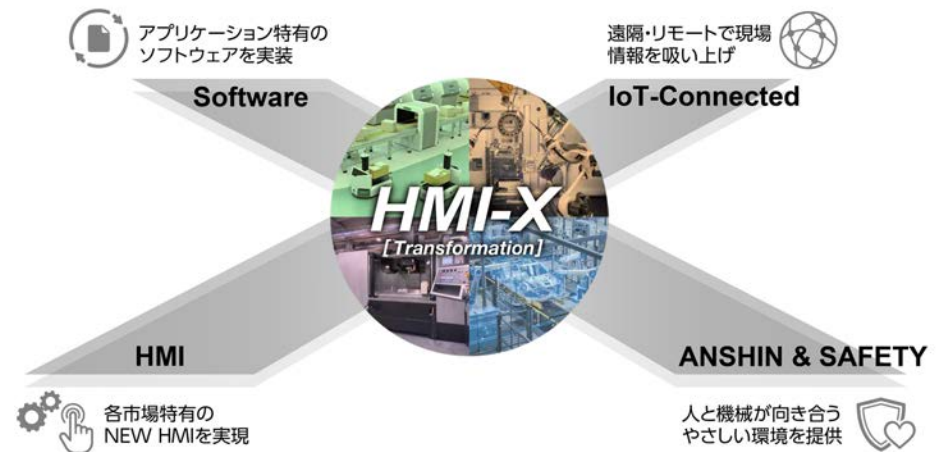 アプリケーション特有の
ソフトウェアを実装
Software
遠隔・リモートで現場
情報を吸い上げ
IoT-Connected
HMI-X
[Transformation]
HMI
各市場特有の
NEW HMIを実現
ANSHIN & SAFETY
人と機械が向き合う
やさしい環境を提供